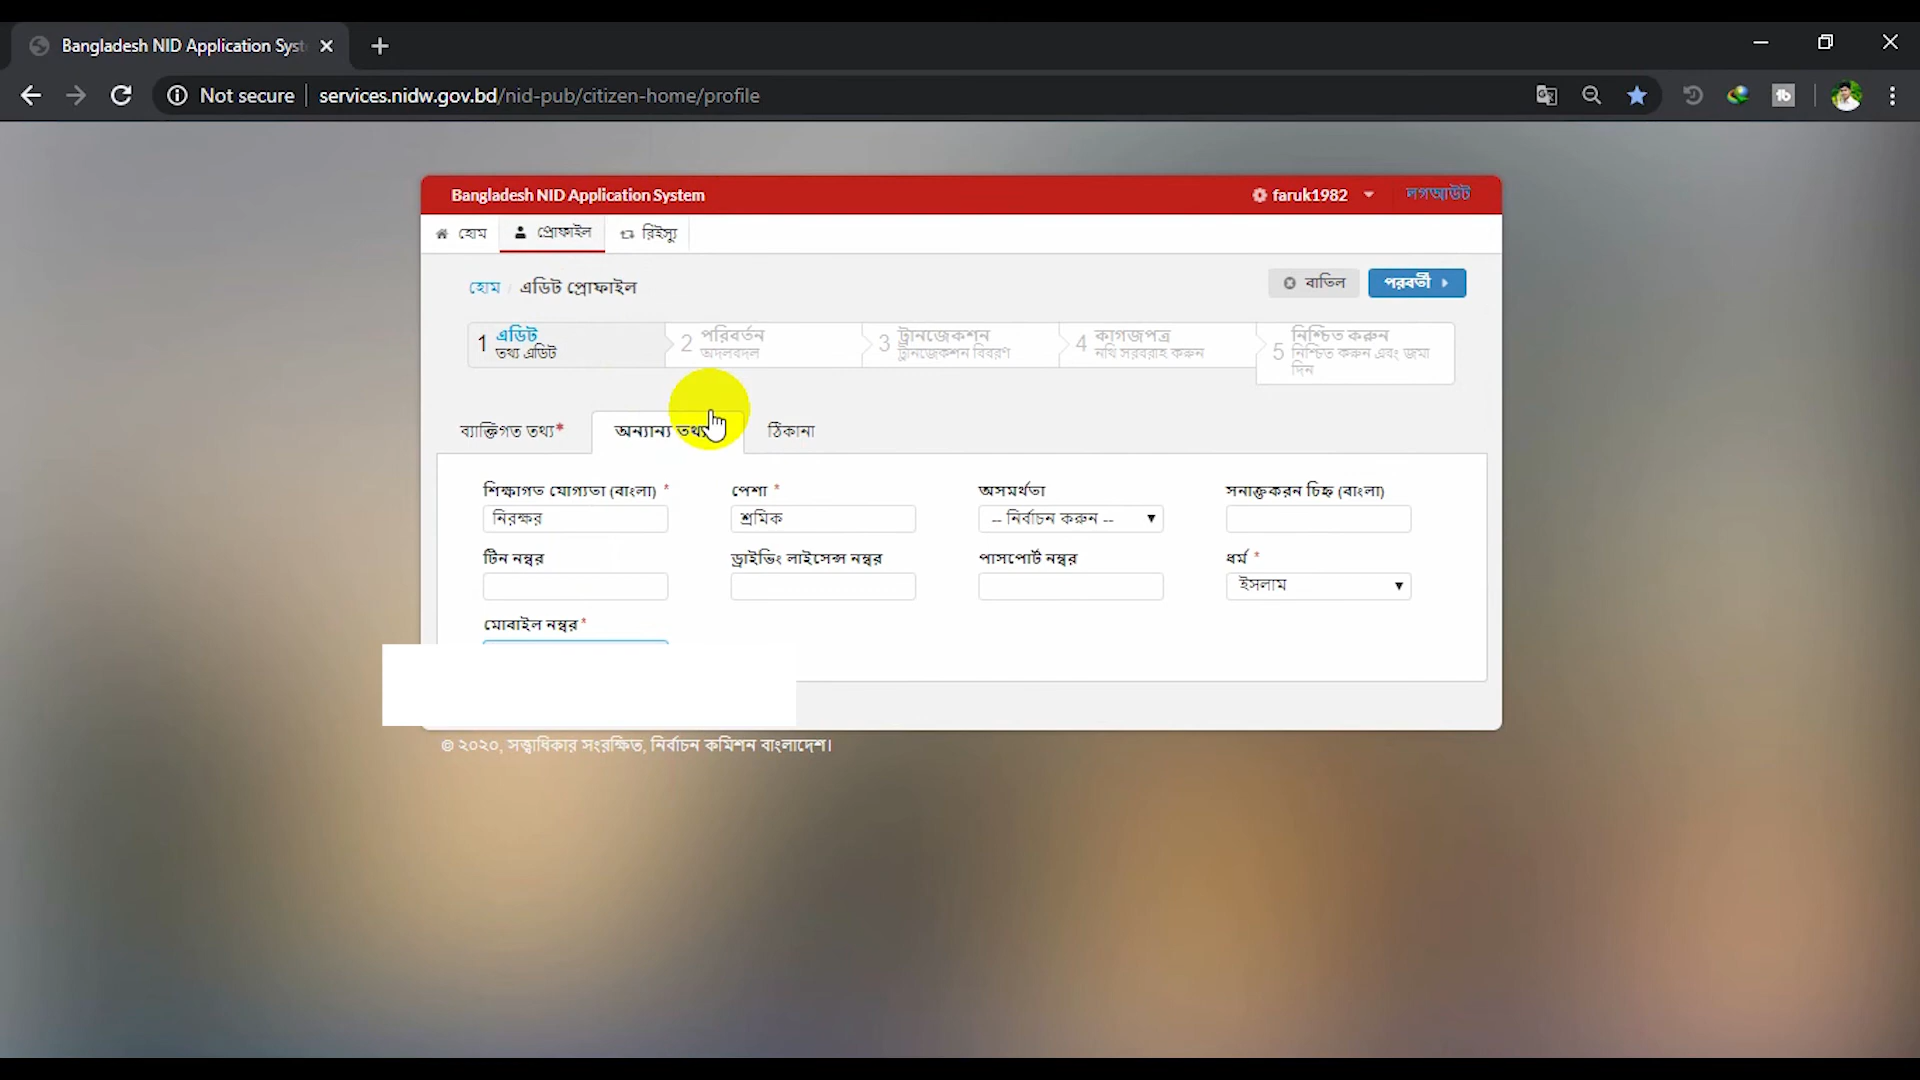 Bangladesh NID Application Syst
Not secure services.nidw.gov.bd/nid-pub/citizen-home/profile
Bangladesh NID Application System faruk1982 লগআউট
হোম প্রোফাইল রিইস্যু
হোম / এডিট প্রোফাইল বাতিল পরবর্তী
1 এডিট 2 পরিবর্তন 3 ট্রানজেকশন 4 কাগজপত্র 5 নিশ্চিত করুন
তথ্য এডিট অদলবদল ট্রানজেকশন বিবরণ নথি সরবরাহ করুন নিশ্চিত করুন এবং জমা
দিন
ব্যাক্তিগত তথ্য* অন্যান্য তথ্য ঠিকানা
শিক্ষাগত যোগ্যতা (বাংলা) * পেশা * অসমর্থতা সনাক্তকরন চিহ্ন (বাংলা)
নিরক্ষর শ্রমিক -- নির্বাচন করুন --
টিন নম্বর ড্রাইভিং লাইসেন্স নম্বর পাসপোর্ট নম্বর ধর্ম *
ইসলাম
মোবাইল নম্বর*
© ২০২০, সত্ত্বাধিকার সংরক্ষিত, নির্বাচন কমিশন বাংলাদেশ।